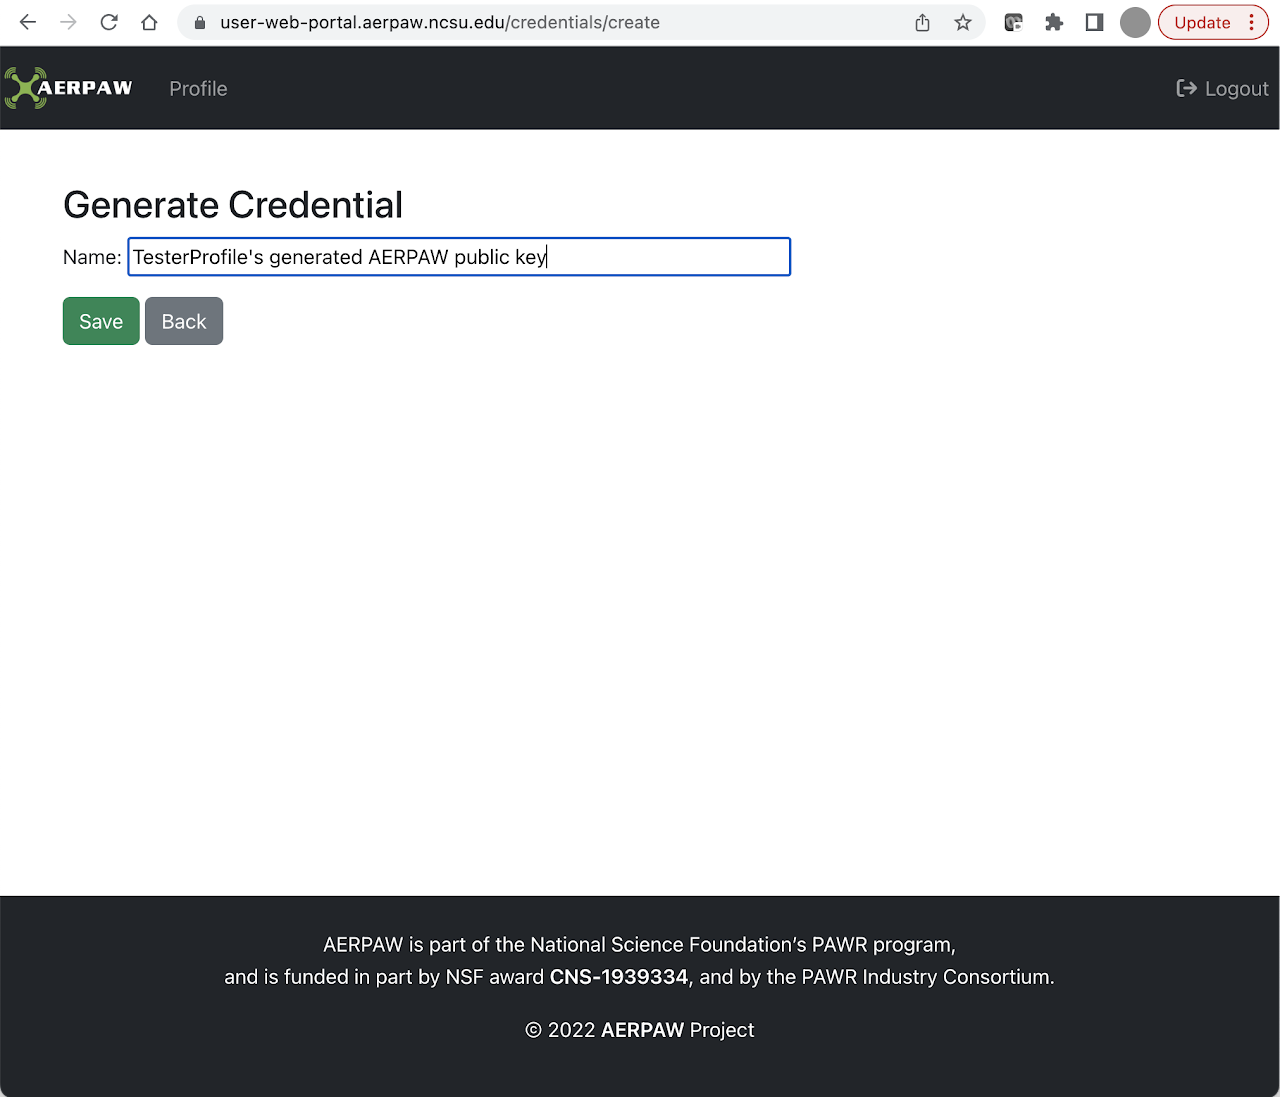 user-web-portal.aerpaw.ncsu.edu/credentials/create
Update
AERPAW
Profile
Logout
Generate Credential
Name: TesterProfile's generated AERPAW public key
Save Back
AERPAW is part of the National Science Foundation’s PAWR program,
and is funded in part by NSF award CNS-1939334, and by the PAWR Industry Consortium.
© 2022 AERPAW Project